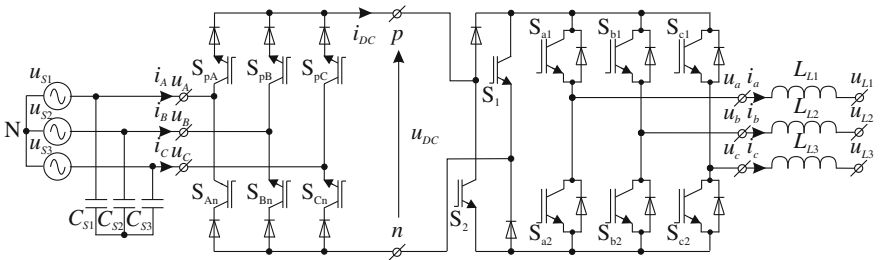 i_DC p
S_a1 S_b1 S_c1
u_S1 S_pA S_pB S_pC
i_A u_A
S_1
L_L1
u_a i_a u_L1
u_S2
N
i_B u_B
L_L2
u_b i_b u_L2
u_DC
u_S3
i_C u_C
L_L3
u_c i_c u_L3
S_An S_Bn S_Cn
C_S1 C_S2 C_S3
n
S_2
S_a2 S_b2 S_c2